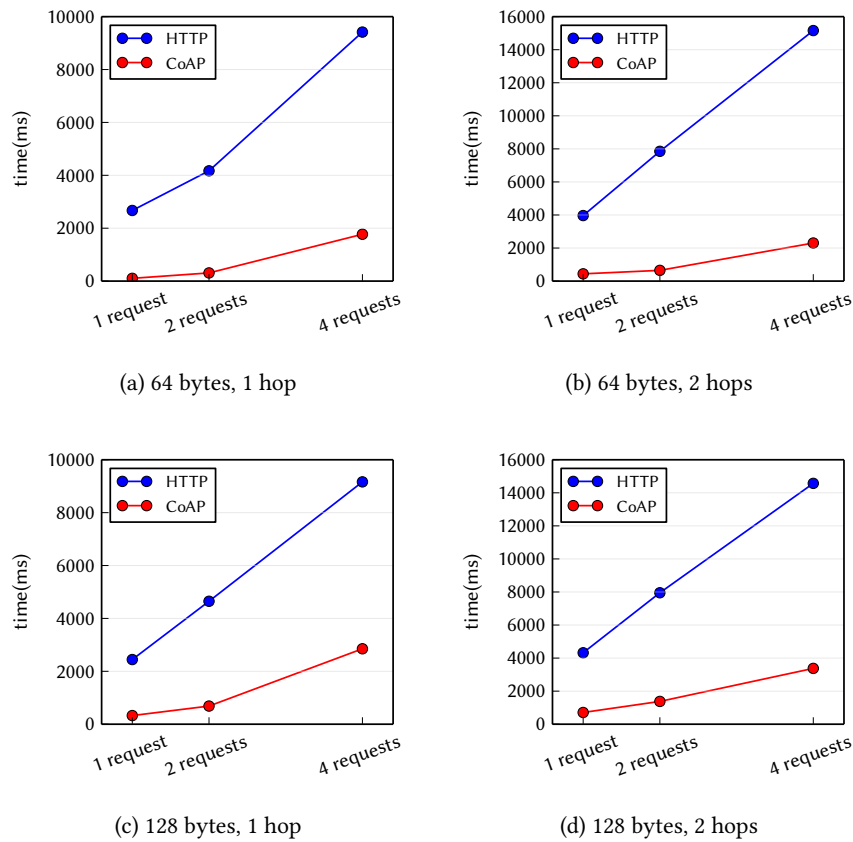 10000
8000
6000
4000
2000
0
time(ms)
HTTP
CoAP
1 request
2 requests
4 requests
(a) 64 bytes, 1 hop
16000
14000
12000
10000
8000
6000
4000
2000
0
time(ms)
HTTP
CoAP
1 request
2 requests
4 requests
(b) 64 bytes, 2 hops
10000
8000
6000
4000
2000
0
time(ms)
HTTP
CoAP
1 request
2 requests
4 requests
(c) 128 bytes, 1 hop
16000
14000
12000
10000
8000
6000
4000
2000
0
time(ms)
HTTP
CoAP
1 request
2 requests
4 requests
(d) 128 bytes, 2 hops